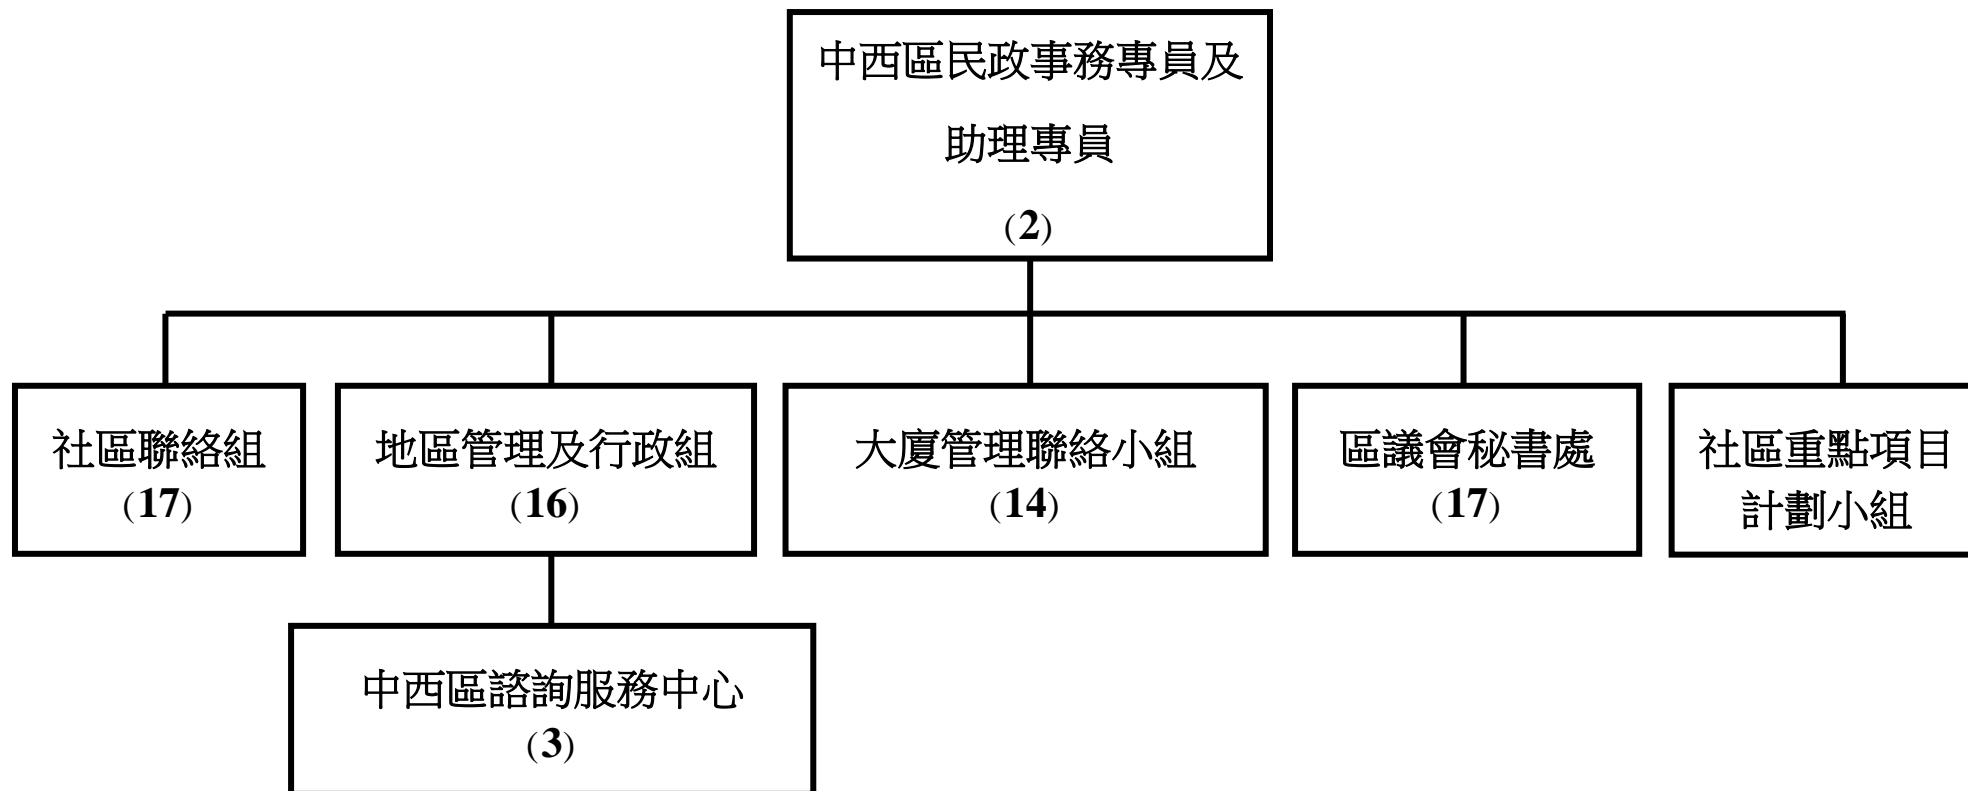 中西區民政事務專員及
助理專員
(2)
社區聯絡組
(17)
地區管理及行政組
(16)
大廈管理聯絡小組
(14)
區議會秘書處
(17)
社區重點項目
計劃小組
中西區諮詢服務中心
(3)